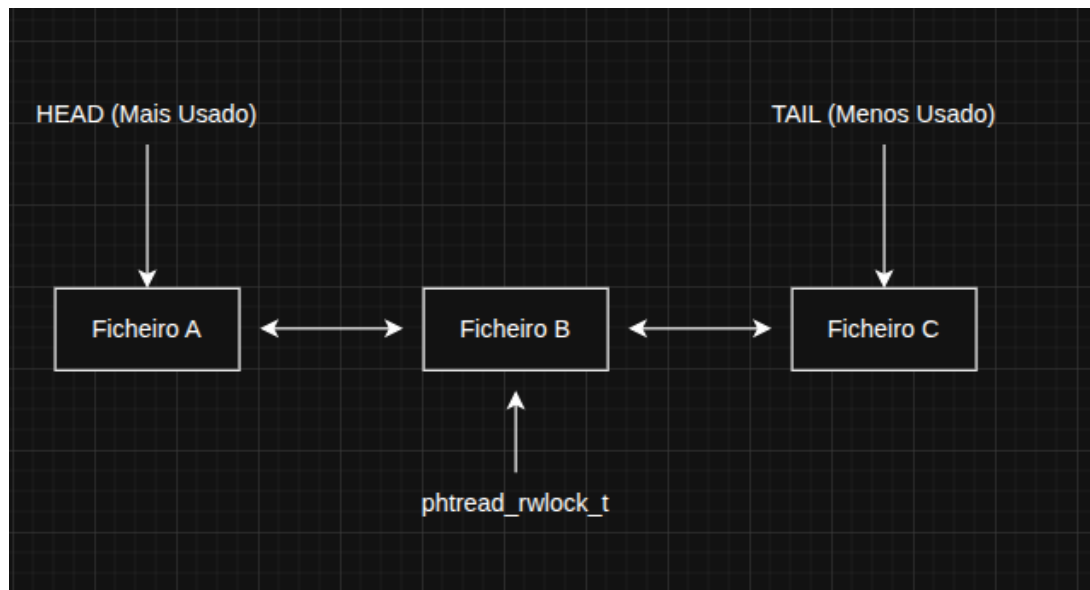 HEAD (Mais Usado)
TAIL (Menos Usado)
Ficheiro A
Ficheiro B
Ficheiro C
phtread_rwlock_t